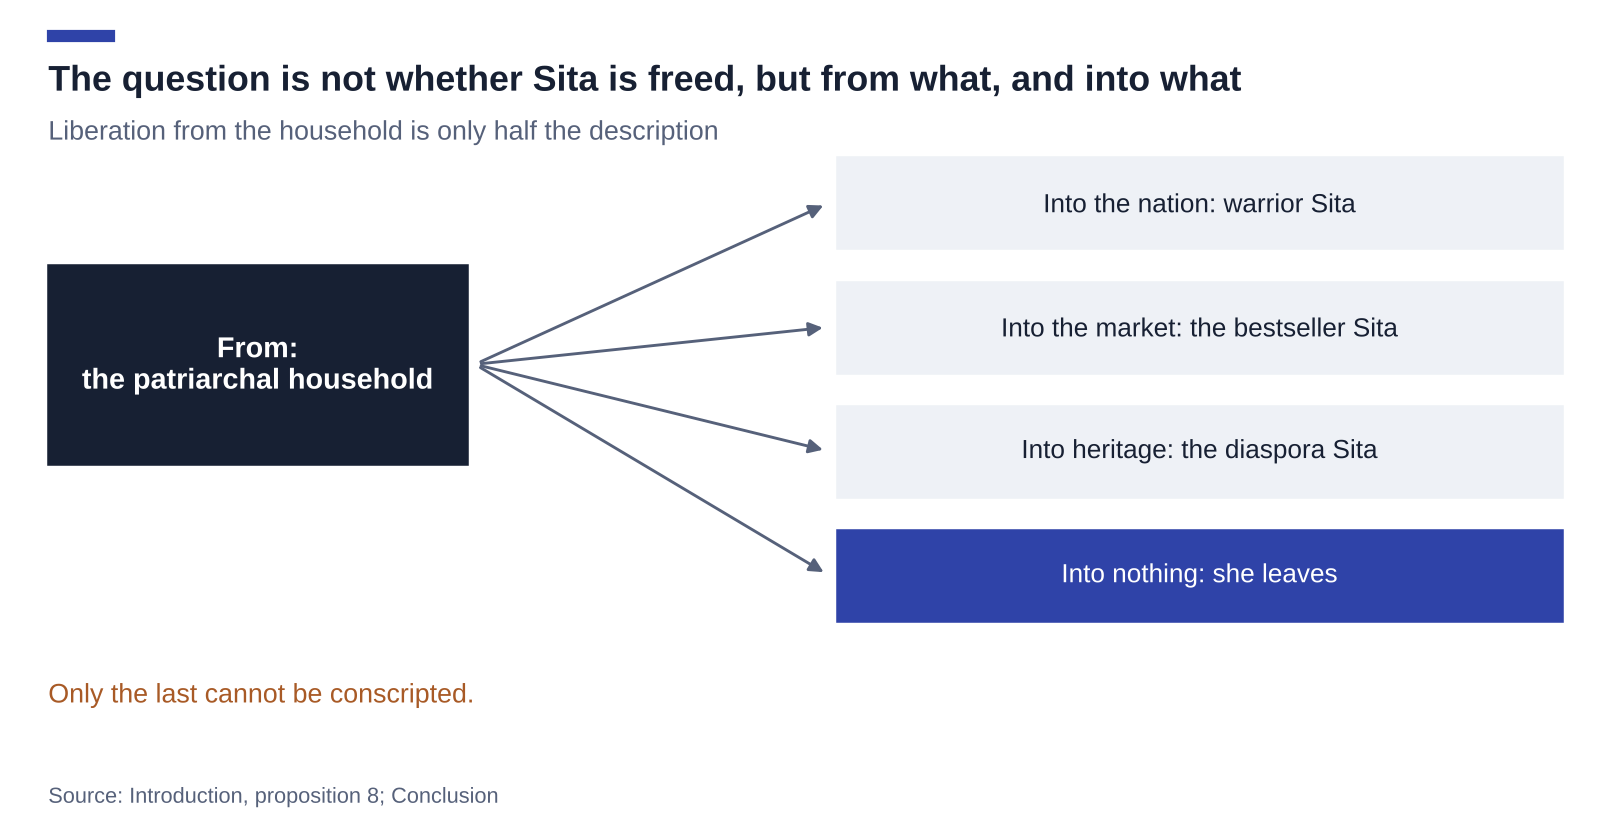 The question is not whether Sita is freed, but from what, and into what
Liberation from the household is only half the description
From:
the patriarchal household
Into the nation: warrior Sita
Into the market: the bestseller Sita
Into heritage: the diaspora Sita
Into nothing: she leaves
Only the last cannot be conscripted.
Source: Introduction, proposition 8; Conclusion